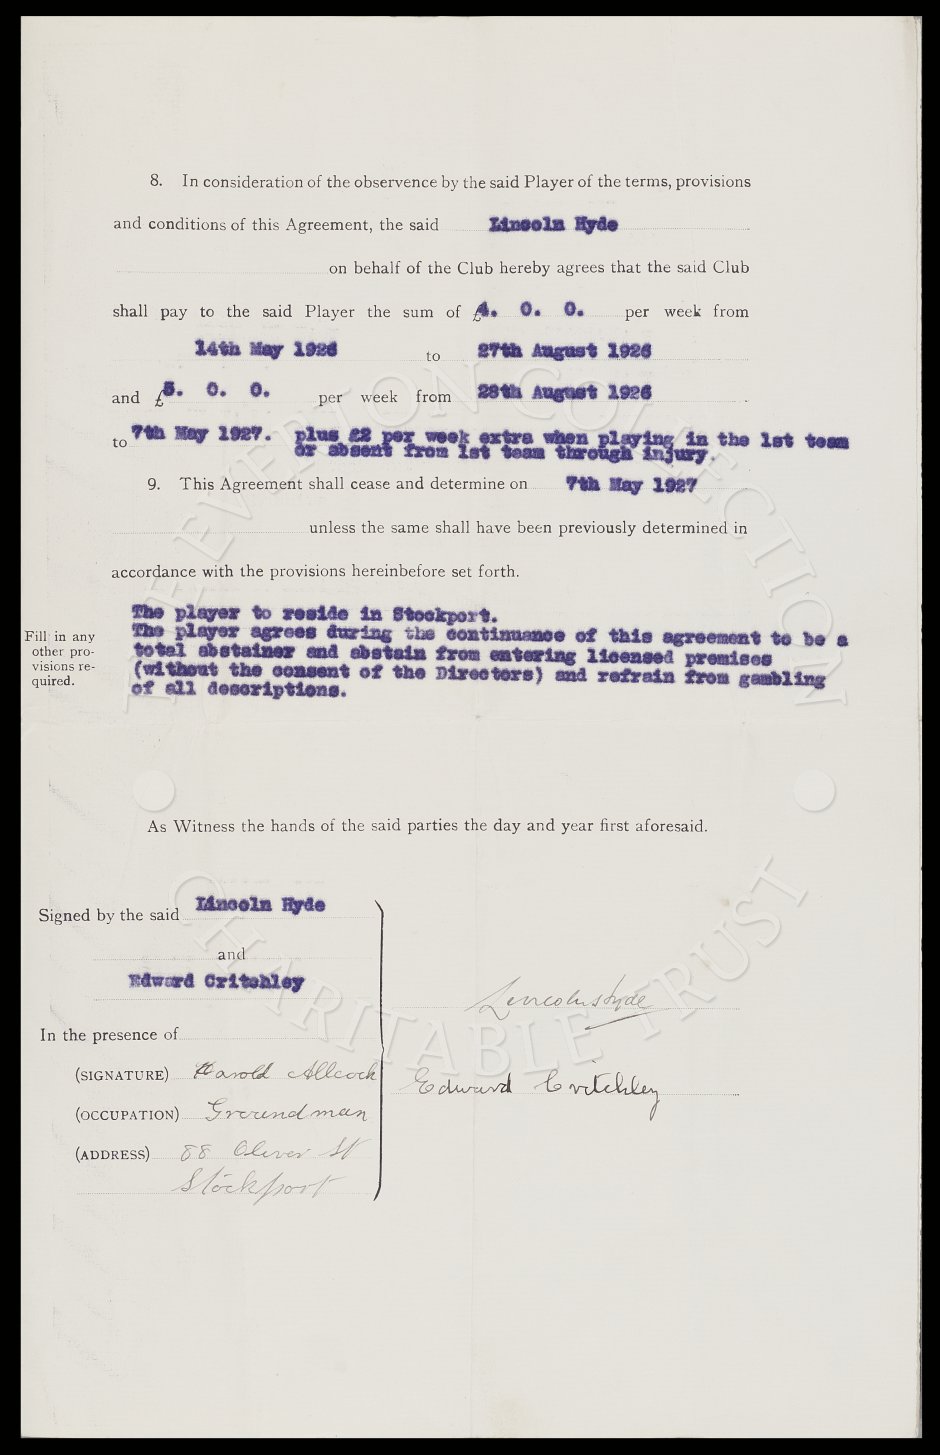 8. In consideration of the observence by the said Player of the terms, provisions
and conditions of this Agreement, the said Lincoln Hyde
on behalf of the Club hereby agrees that the said Club
shall pay to the said Player the sum of £4. 0. 0. per week from
14th May 1926 to 27th August 1926
and £5. 0. 0. per week from 28th August 1926
to 7th May 1927. plus £2 per week extra when playing in the 1st team
or absent from 1st team through injury.
9. This Agreement shall cease and determine on 7th May 1927
unless the same shall have been previously determined in
accordance with the provisions hereinbefore set forth.
Fill in any
other pro-
visions re-
quired.
The player to reside in Stockport.
The player agrees during the continuance of this agreement to be a
total abstainer and abstain from entering licensed premises
(without the consent of the Directors) and refrain from gambling
of all descriptions.
As Witness the hands of the said parties the day and year first aforesaid.
Signed by the said Lincoln Hyde
and
Edward Critchley
In the presence of
(SIGNATURE) Harold Allcock
(OCCUPATION) Groundman
(ADDRESS) 88 Oliver St
Stockport
Lincoln Hyde
Edward Critchley
EVERTON COLLECTION
CHARITABLE TRUST